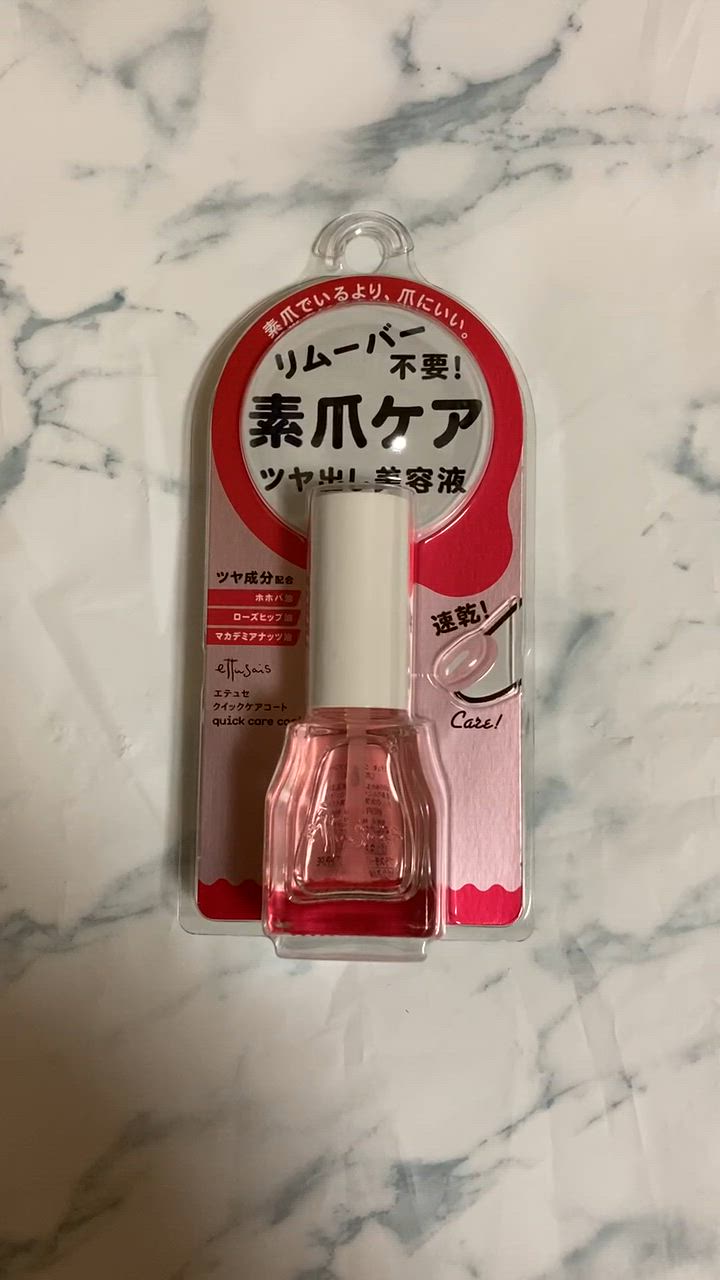 素爪でいるより、爪にいい。
リムーバー
不要!
素爪ケア
ツヤ出し美容液
ツヤ成分配合
ホホバ油
ローズヒップ油
マカデミアナッツ油
速乾!
Care!
ettusais
エテュセ
クイックケアコート
quick care